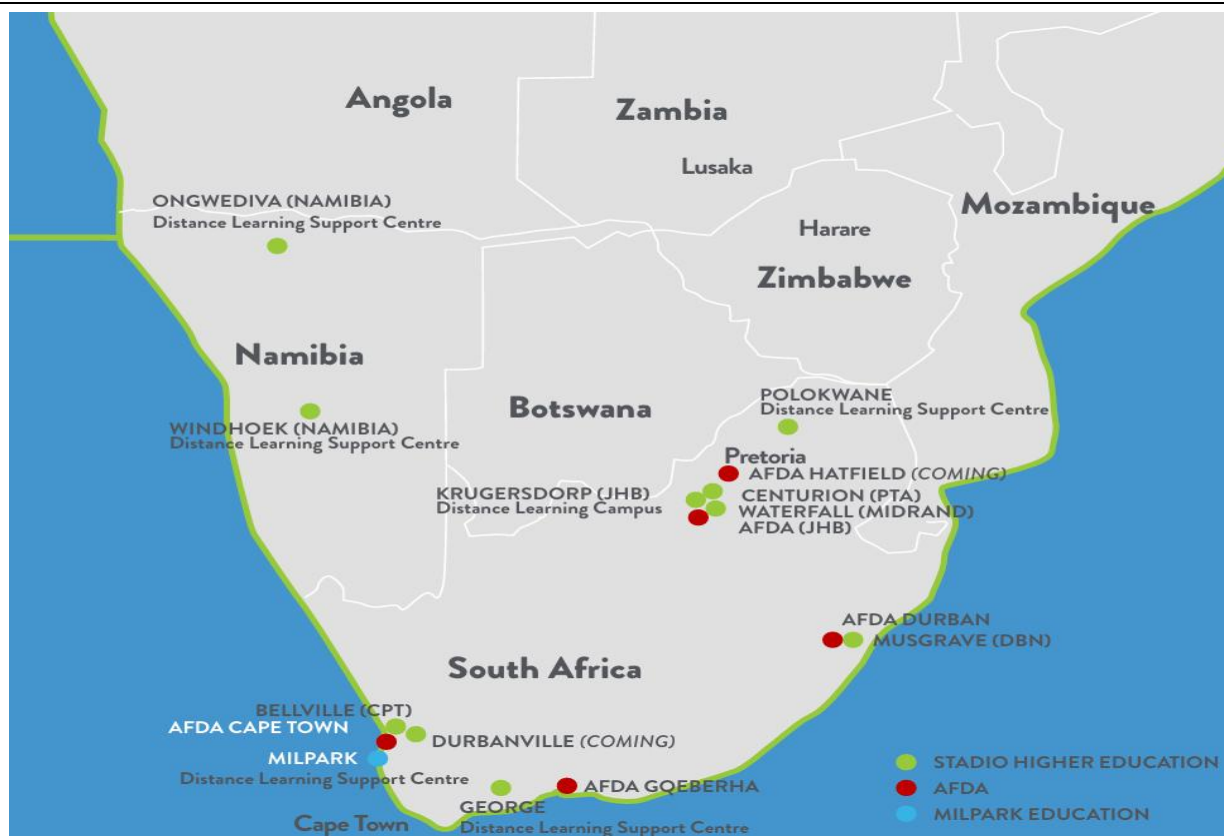 Angola
Zambia
Lusaka
ONGWEDIVA (NAMIBIA)
Distance Learning Support Centre
Mozambique
Harare
Zimbabwe
Namibia
Botswana
POLOKWANE
Distance Learning Support Centre
WINDHOEK (NAMIBIA)
Distance Learning Support Centre
Pretoria
AFDA HATFIELD (COMING)
KRUGERSDORP (JHB)
Distance Learning Campus
CENTURION (PTA)
WATERFALL (MIDRAND)
AFDA (JHB)
AFDA DURBAN
MUSGRAVE (DBN)
South Africa
BELLVILLE (CPT)
AFDA CAPE TOWN
DURBANVILLE (COMING)
MILPARK
Distance Learning Support Centre
AFDA GQEBERHA
GEORGE
Distance Learning Support Centre
Cape Town
STADIO HIGHER EDUCATION
AFDA
MILPARK EDUCATION